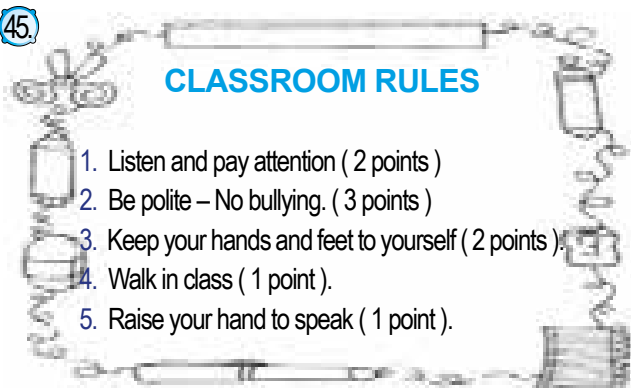 45.
CLASSROOM RULES
1. Listen and pay attention ( 2 points )
2. Be polite – No bullying. ( 3 points )
3. Keep your hands and feet to yourself ( 2 points ).
4. Walk in class ( 1 point ).
5. Raise your hand to speak ( 1 point ).